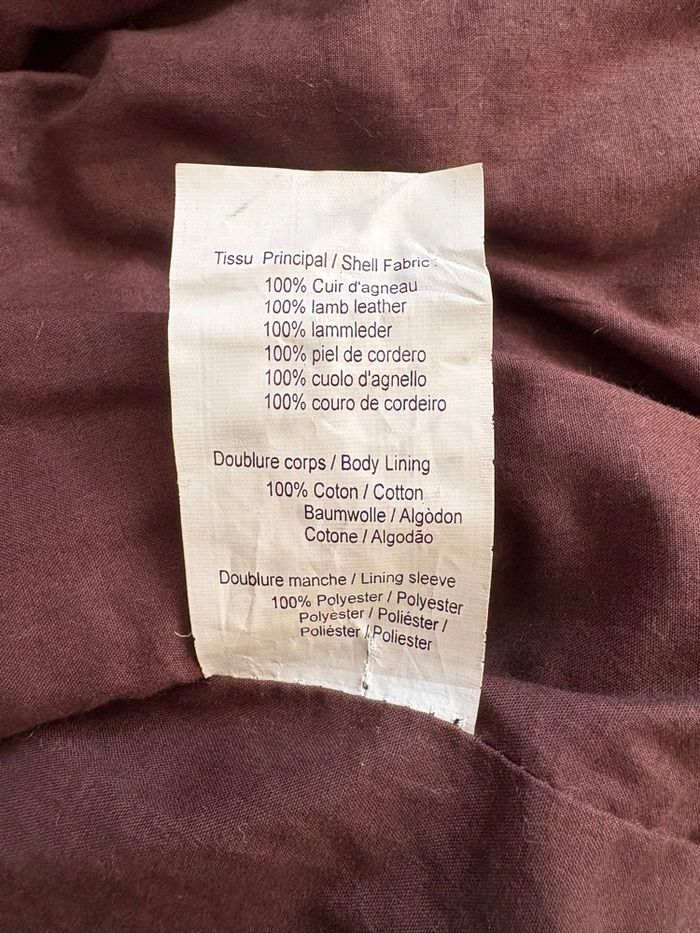 Tissu Principal / Shell Fabric :
100% Cuir d'agneau
100% lamb leather
100% lammleder
100% piel de cordero
100% cuolo d'agnello
100% couro de cordeiro
Doublure corps / Body Lining
100% Coton / Cotton
Baumwolle / Algòdon
Cotone / Algodão
Doublure manche / Lining sleeve
100% Polyester / Polyester
Polyester / Poliéster /
Poliéster / Poliester